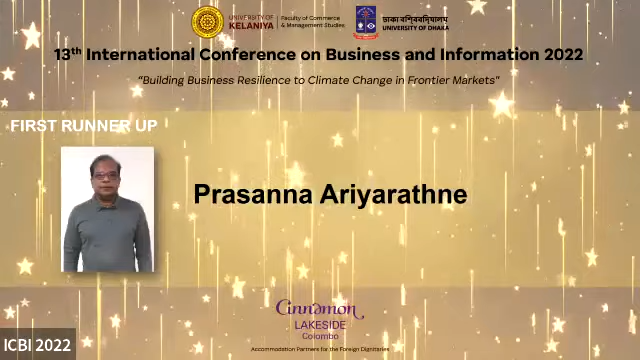 UNIVERSITY OF
KELANIYA
Faculty of Commerce
& Management Studies
ঢাকা বিশ্ববিদ্যালয়
UNIVERSITY OF DHAKA
13th International Conference on Business and Information 2022
“Building Business Resilience to Climate Change in Frontier Markets”
FIRST RUNNER UP
Prasanna Ariyarathne
Cinnamon
LAKESIDE
Colombo
Accommodation Partners for the Foreign Dignitaries
ICBI 2022